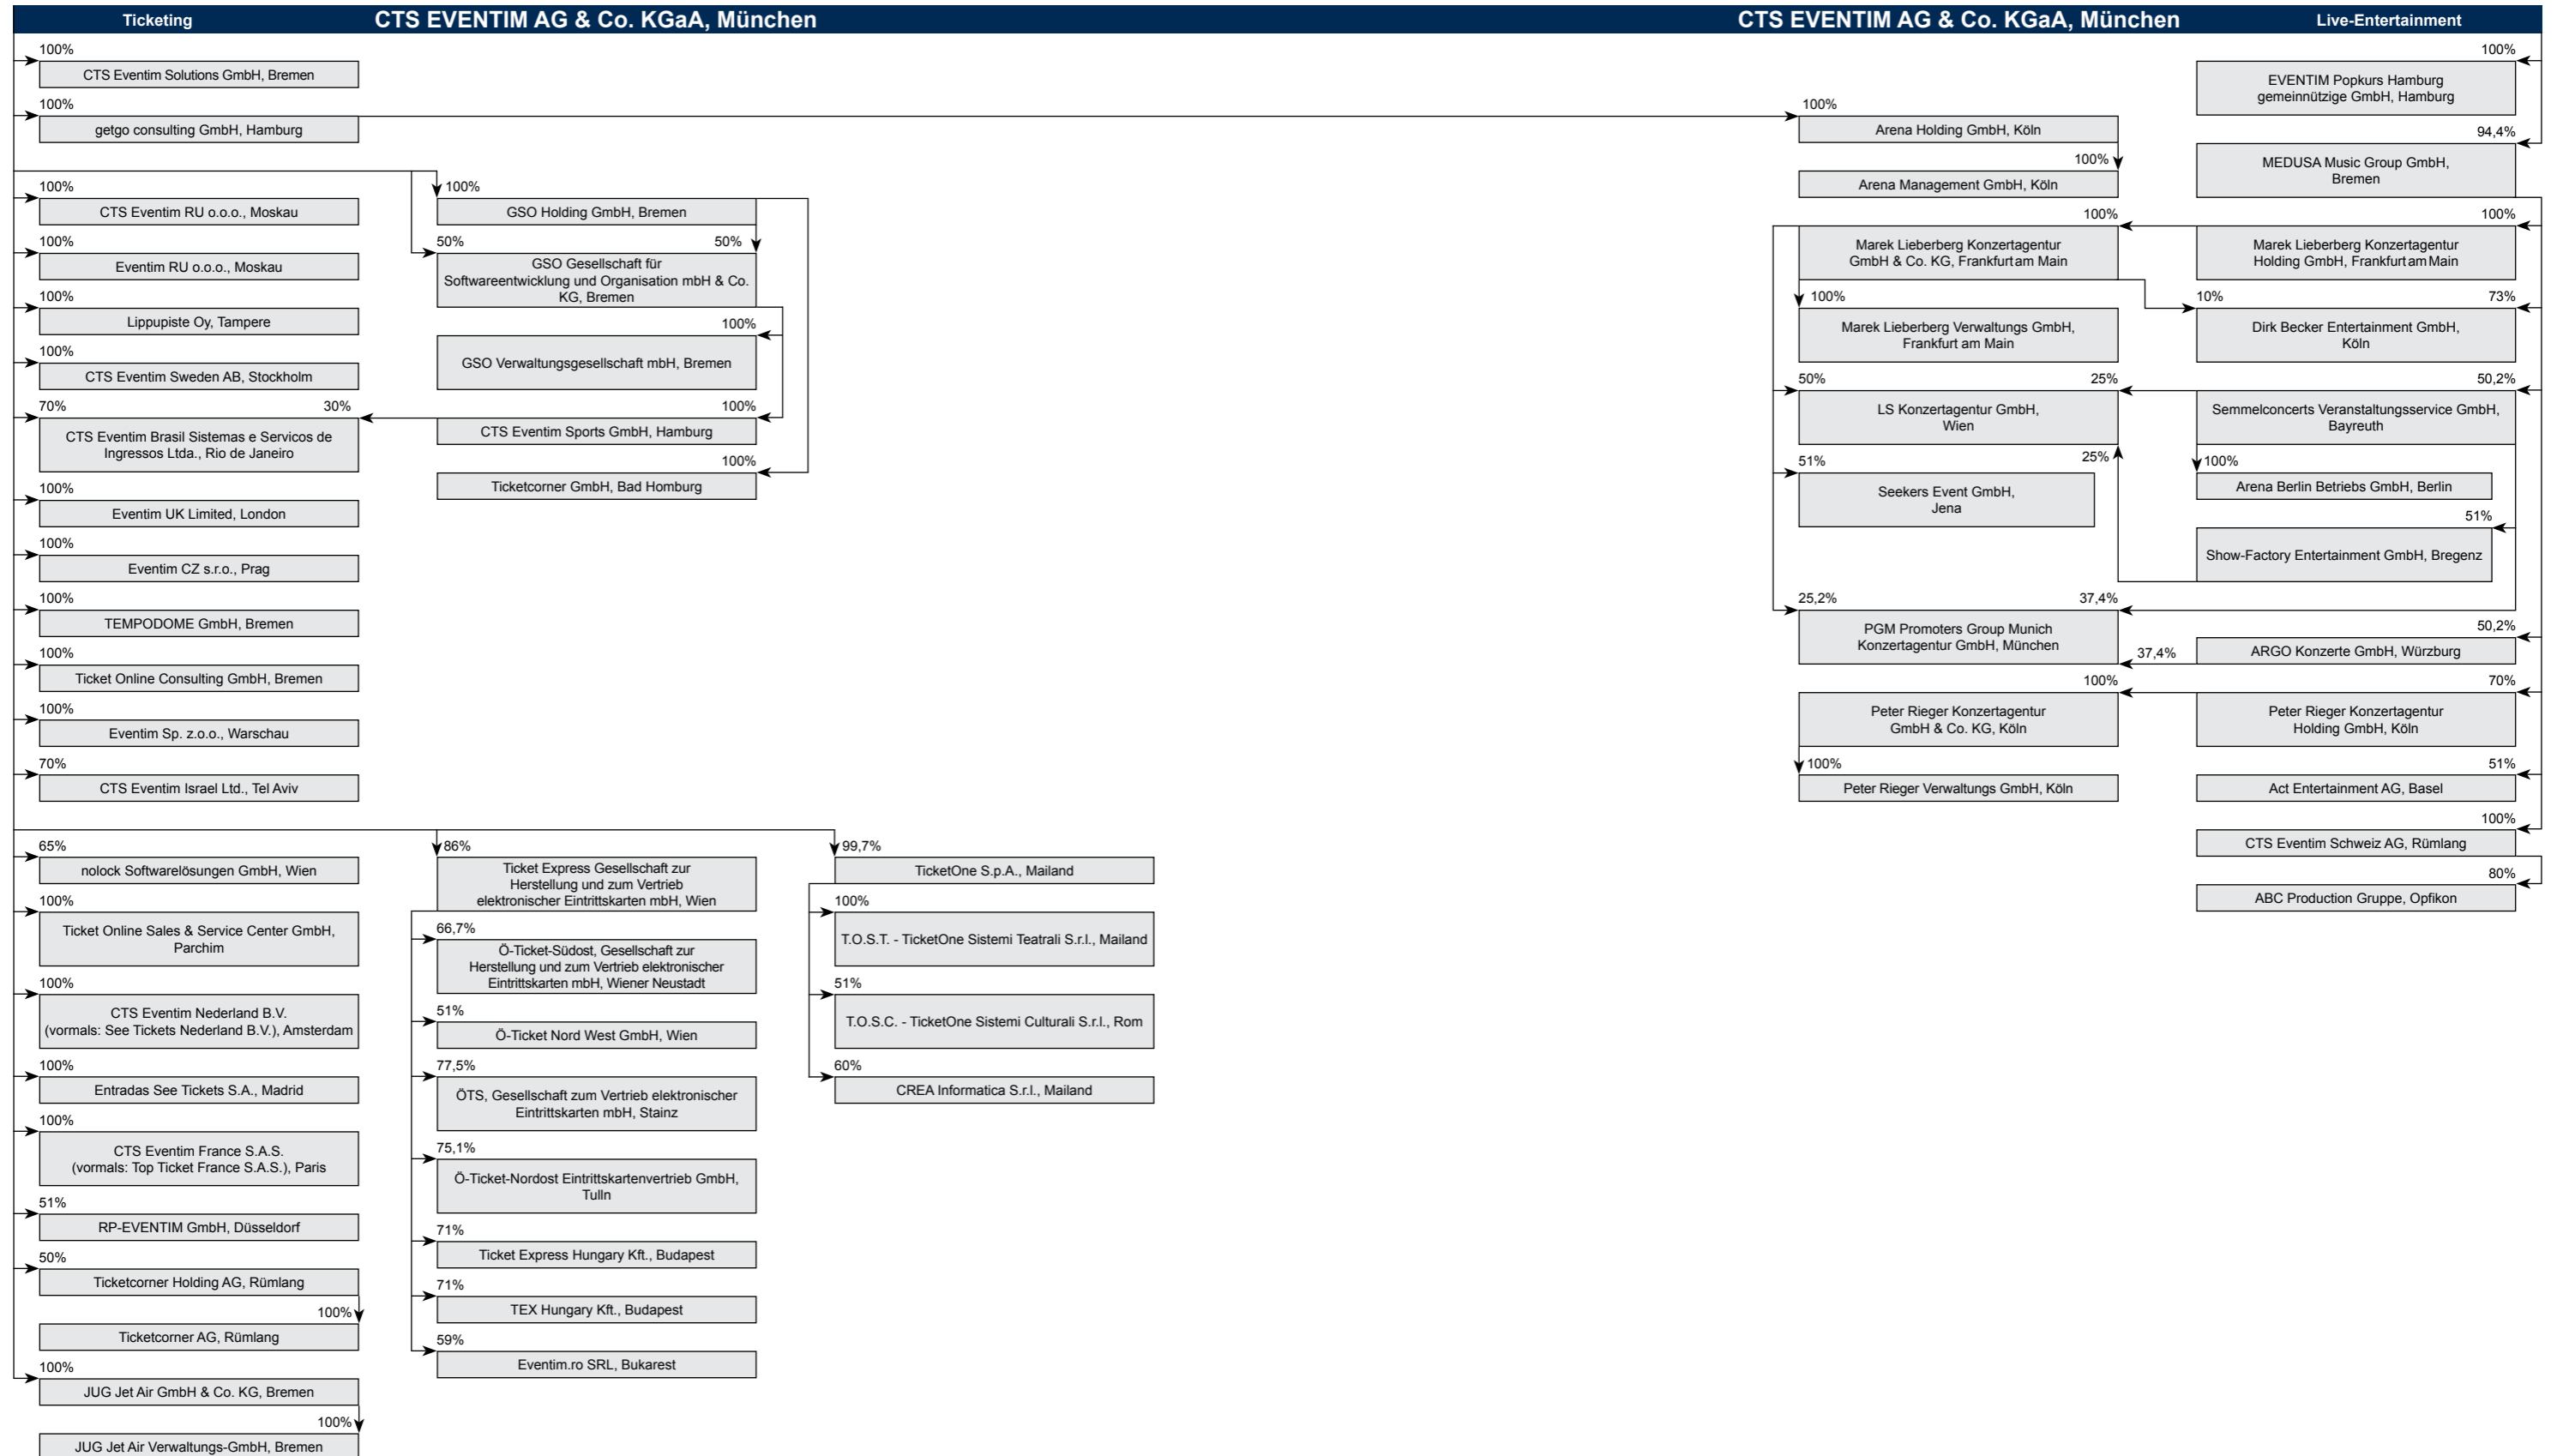 Ticketing
CTS EVENTIM AG & Co. KGaA, München
CTS EVENTIM AG & Co. KGaA, München
Live-Entertainment
100%
CTS Eventim Solutions GmbH, Bremen
100%
getgo consulting GmbH, Hamburg
100%
CTS Eventim RU o.o.o., Moskau
100%
Eventim RU o.o.o., Moskau
100%
Lippupiste Oy, Tampere
100%
CTS Eventim Sweden AB, Stockholm
70%
30%
CTS Eventim Brasil Sistemas e Servicos de
Ingressos Ltda., Rio de Janeiro
100%
Eventim UK Limited, London
100%
Eventim CZ s.r.o., Prag
100%
TEMPODOME GmbH, Bremen
100%
Ticket Online Consulting GmbH, Bremen
100%
Eventim Sp. z.o.o., Warschau
70%
CTS Eventim Israel Ltd., Tel Aviv
65%
nolock Softwarelösungen GmbH, Wien
100%
Ticket Online Sales & Service Center GmbH,
Parchim
100%
CTS Eventim Nederland B.V.
(vormals: See Tickets Nederland B.V.), Amsterdam
100%
Entradas See Tickets S.A., Madrid
100%
CTS Eventim France S.A.S.
(vormals: Top Ticket France S.A.S.), Paris
51%
RP-EVENTIM GmbH, Düsseldorf
50%
Ticketcorner Holding AG, Rümlang
100%
Ticketcorner AG, Rümlang
100%
JUG Jet Air GmbH & Co. KG, Bremen
100%
JUG Jet Air Verwaltungs-GmbH, Bremen
100%
GSO Holding GmbH, Bremen
50%
50%
GSO Gesellschaft für
Softwareentwicklung und Organisation mbH & Co.
KG, Bremen
100%
GSO Verwaltungsgesellschaft mbH, Bremen
100%
CTS Eventim Sports GmbH, Hamburg
100%
Ticketcorner GmbH, Bad Homburg
86%
Ticket Express Gesellschaft zur
Herstellung und zum Vertrieb
elektronischer Eintrittskarten mbH, Wien
66,7%
Ö-Ticket-Südost, Gesellschaft zur
Herstellung und zum Vertrieb elektronischer
Eintrittskarten mbH, Wiener Neustadt
51%
Ö-Ticket Nord West GmbH, Wien
77,5%
ÖTS, Gesellschaft zum Vertrieb elektronischer
Eintrittskarten mbH, Stainz
75,1%
Ö-Ticket-Nordost Eintrittskartenvertrieb GmbH,
Tulln
71%
Ticket Express Hungary Kft., Budapest
71%
TEX Hungary Kft., Budapest
59%
Eventim.ro SRL, Bukarest
99,7%
TicketOne S.p.A., Mailand
100%
T.O.S.T. - TicketOne Sistemi Teatrali S.r.l., Mailand
51%
T.O.S.C. - TicketOne Sistemi Culturali S.r.l., Rom
60%
CREA Informatica S.r.l., Mailand
100%
Arena Holding GmbH, Köln
100%
Arena Management GmbH, Köln
100%
Marek Lieberberg Konzertagentur
GmbH & Co. KG, Frankfurt am Main
100%
Marek Lieberberg Verwaltungs GmbH,
Frankfurt am Main
50%
25%
LS Konzertagentur GmbH,
Wien
25%
51%
Seekers Event GmbH,
Jena
25,2%
37,4%
PGM Promoters Group Munich
Konzertagentur GmbH, München
37,4%
100%
Peter Rieger Konzertagentur
GmbH & Co. KG, Köln
100%
Peter Rieger Verwaltungs GmbH, Köln
100%
EVENTIM Popkurs Hamburg
gemeinnützige GmbH, Hamburg
94,4%
MEDUSA Music Group GmbH,
Bremen
100%
Marek Lieberberg Konzertagentur
Holding GmbH, Frankfurt am Main
10%
73%
Dirk Becker Entertainment GmbH,
Köln
50,2%
Semmelconcerts Veranstaltungsservice GmbH,
Bayreuth
100%
Arena Berlin Betriebs GmbH, Berlin
51%
Show-Factory Entertainment GmbH, Bregenz
50,2%
ARGO Konzerte GmbH, Würzburg
70%
Peter Rieger Konzertagentur
Holding GmbH, Köln
51%
Act Entertainment AG, Basel
100%
CTS Eventim Schweiz AG, Rümlang
80%
ABC Production Gruppe, Opfikon